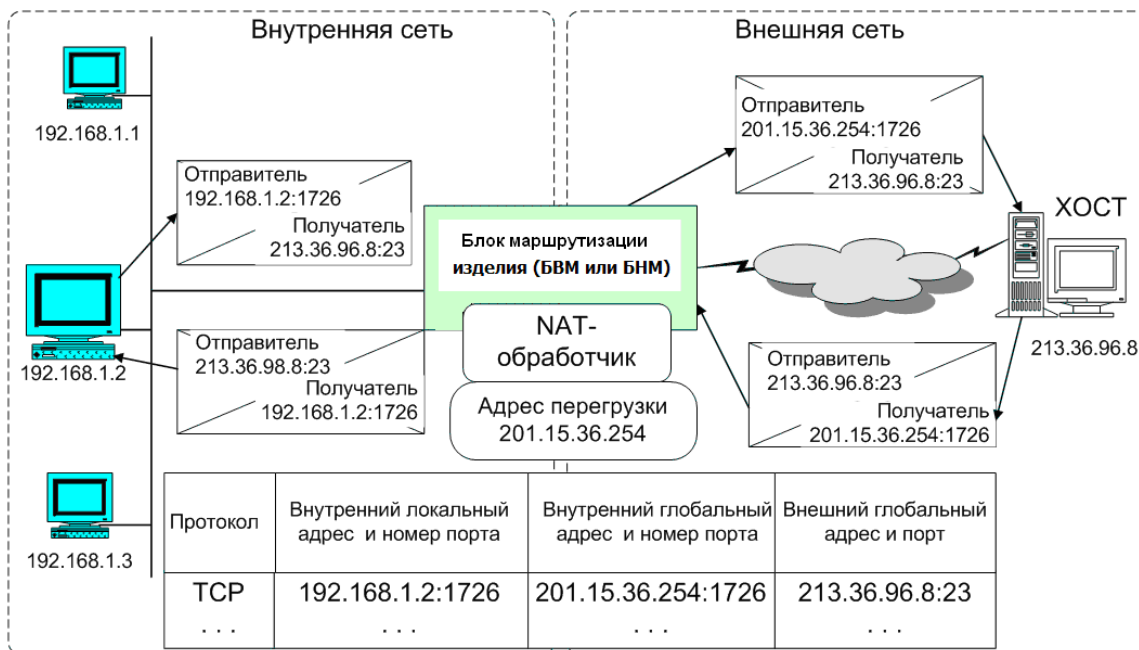 Внутренняя сеть
Внешняя сеть
192.168.1.1
Отправитель
192.168.1.2:1726
Получатель
213.36.96.8:23
Отправитель
201.15.36.254:1726
Получатель
213.36.96.8:23
Блок маршрутизации
изделия (БВМ или БНМ)
ХОСТ
213.36.96.8
192.168.1.2
Отправитель
213.36.98.8:23
Получатель
192.168.1.2:1726
NAT-
обработчик
Адрес перегрузки
201.15.36.254
Отправитель
213.36.96.8:23
Получатель
201.15.36.254:1726
192.168.1.3
Протокол
Внутренний локальный
адрес и номер порта
Внутренний глобальный
адрес и номер порта
Внешний глобальный
адрес и порт
TCP
192.168.1.2:1726
201.15.36.254:1726
213.36.96.8:23
. . .
. . .
. . .
. . .